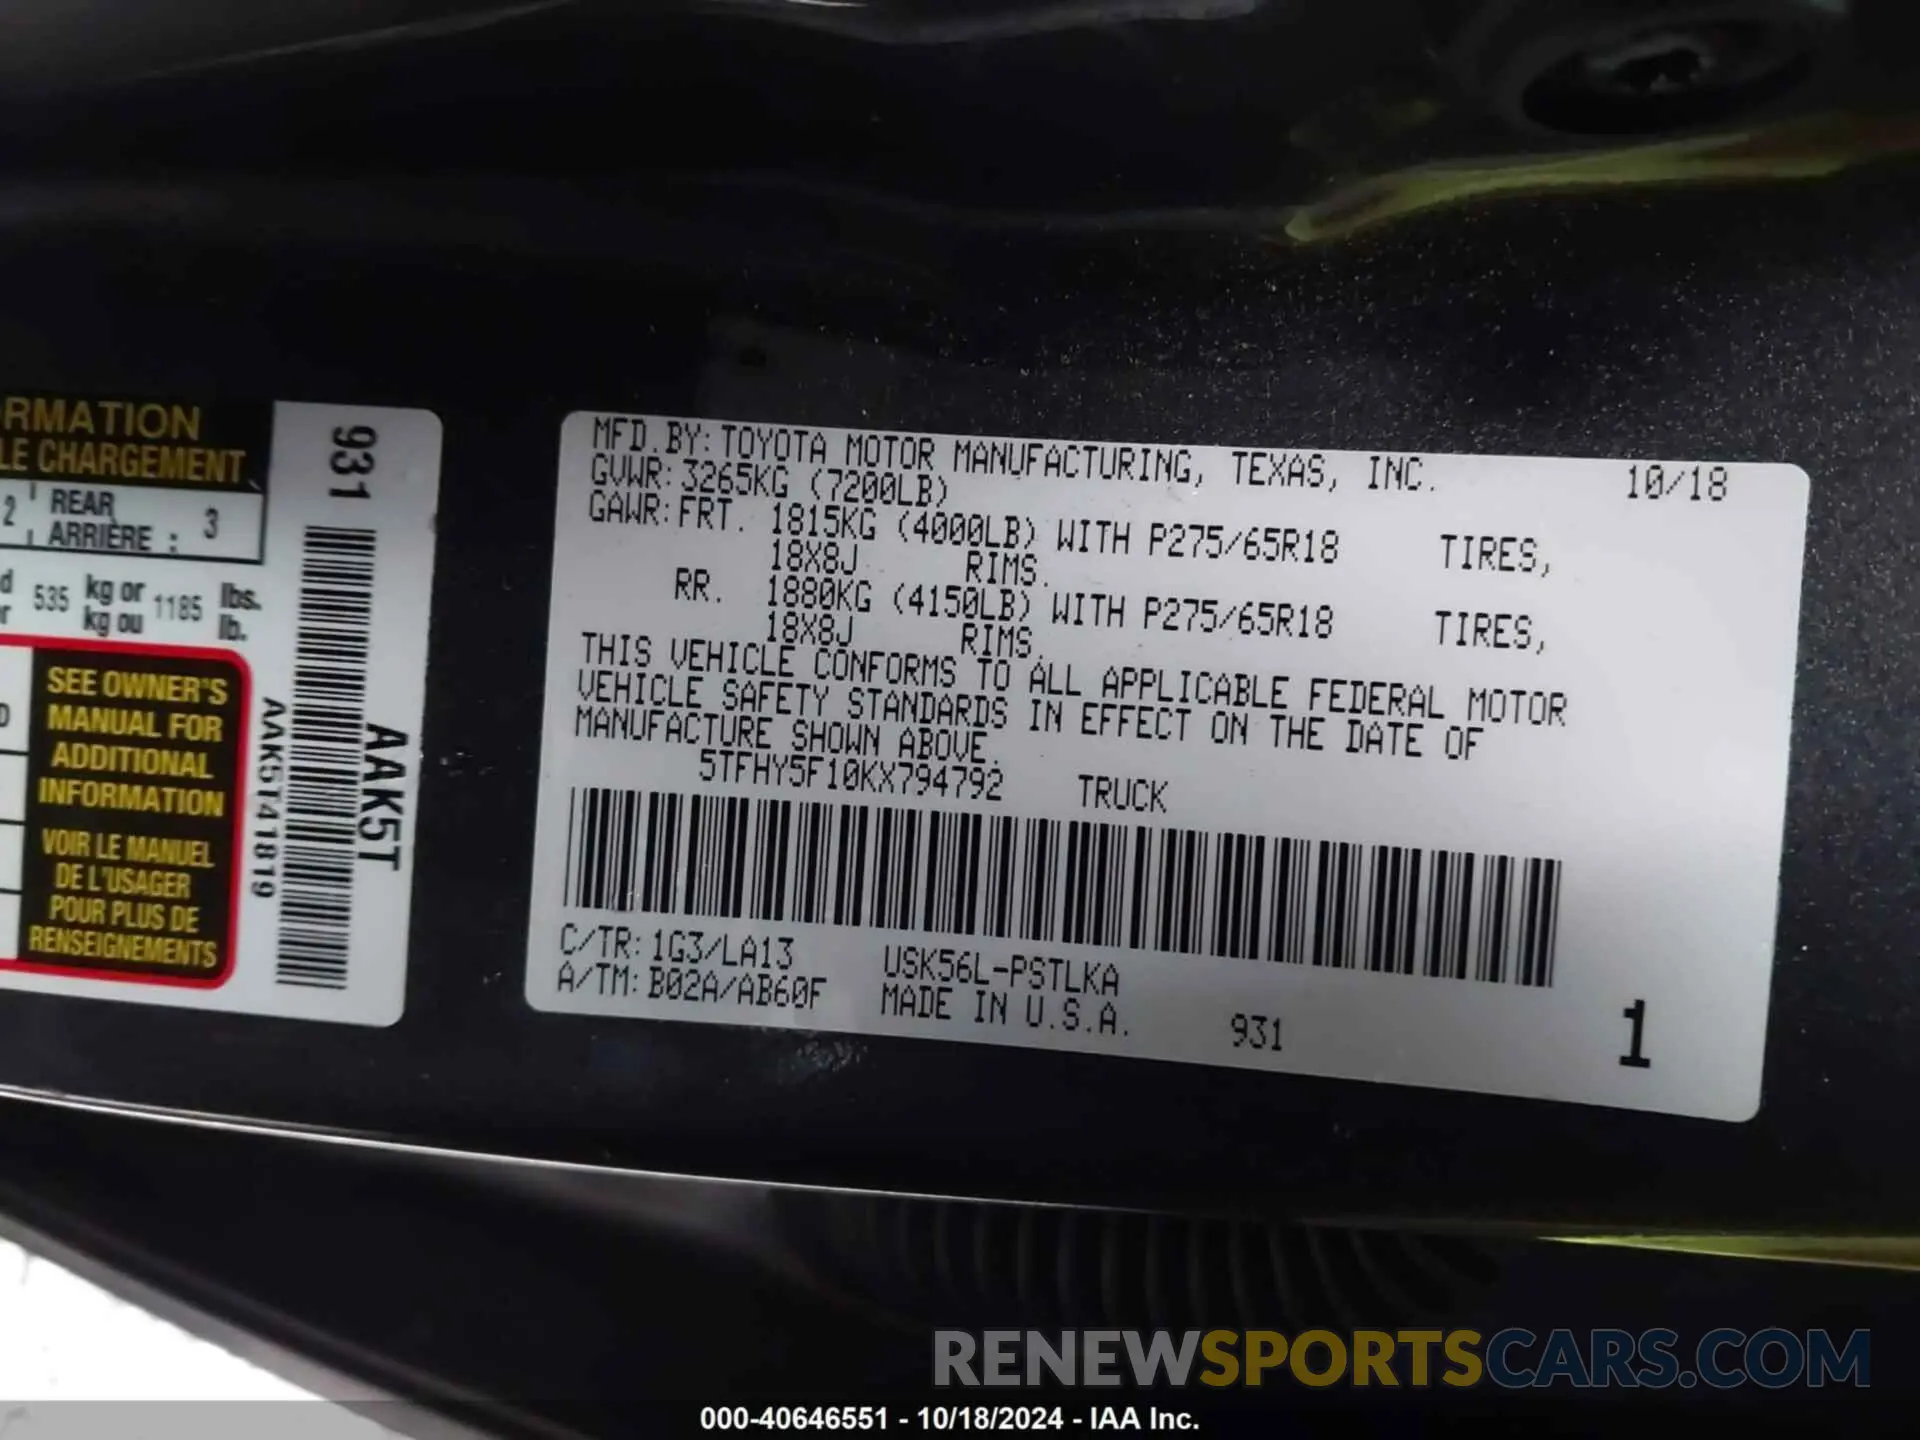 RMATION
LE CHARGEMENT
2 REAR
ARRIÈRE : 3
535 kg or 1185 lbs.
kg ou lb.
SEE OWNER'S
MANUAL FOR
ADDITIONAL
INFORMATION
VOIR LE MANUEL
DE L'USAGER
POUR PLUS DE
RENSEIGNEMENTS
931
AAK5T41819
AAK5T
MFD.BY:TOYOTA MOTOR MANUFACTURING, TEXAS, INC. 10/18
GVWR:3265KG (7200LB)
GAWR:FRT. 1815KG (4000LB) WITH P275/65R18 TIRES,
18X8J RIMS.
RR. 1880KG (4150LB) WITH P275/65R18 TIRES,
18X8J RIMS.
THIS VEHICLE CONFORMS TO ALL APPLICABLE FEDERAL MOTOR
VEHICLE SAFETY STANDARDS IN EFFECT ON THE DATE OF
MANUFACTURE SHOWN ABOVE.
5TFHY5F10KX794792 TRUCK
C/TR:1G3/LA13 USK56L-PSTLKA
A/TM:B02A/AB60F MADE IN U.S.A. 931
1
RENEWSPORTSCARS.COM
000-40646551 - 10/18/2024 - IAA Inc.